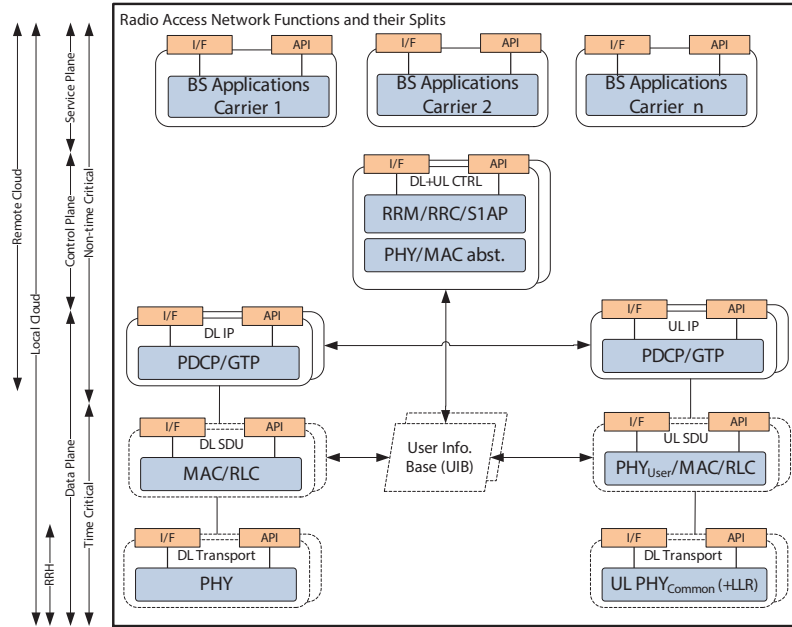 Radio Access Network Functions and their Splits
I/F
API
BS Applications
Carrier 1
I/F
API
BS Applications
Carrier 2
I/F
API
BS Applications
Carrier n
I/F
API
DL+UL CTRL
RRM/RRC/S1AP
PHY/MAC abst.
I/F
API
DL IP
PDCP/GTP
I/F
API
UL IP
PDCP/GTP
I/F
API
DL SDU
MAC/RLC
User Info.
Base (UIB)
I/F
API
UL SDU
PHYUser/MAC/RLC
I/F
API
DL Transport
PHY
I/F
API
DL Transport
UL PHYCommon (+LLR)
Remote Cloud
Local Cloud
RRH
Service Plane
Control Plane
Data Plane
Non-time Critical
Time Critical